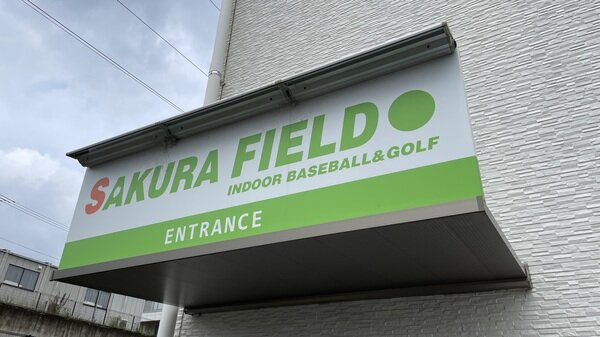 SAKURA FIELD
INDOOR BASEBALL&GOLF
ENTRANCE